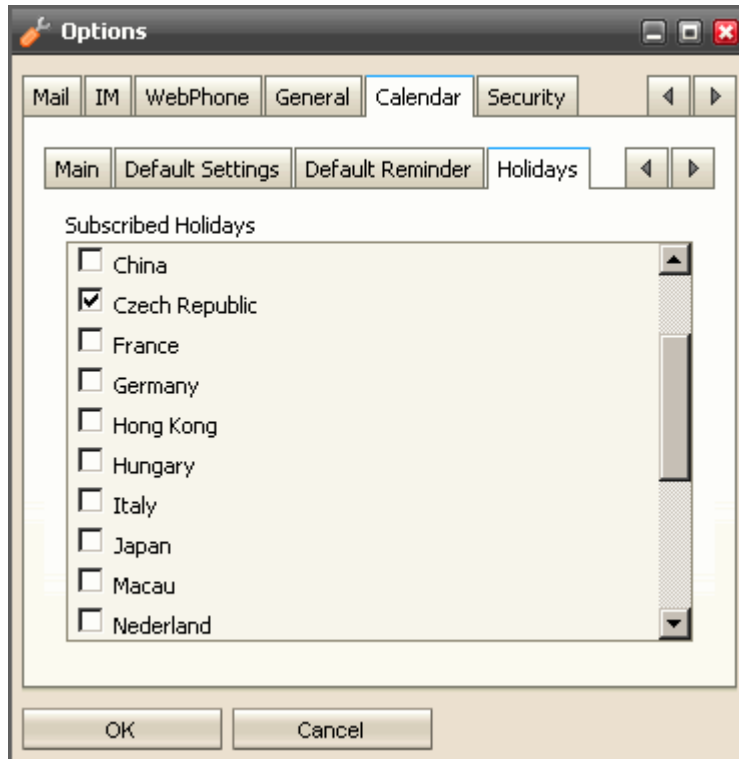 Options
Mail IM WebPhone General Calendar Security
Main Default Settings Default Reminder Holidays
Subscribed Holidays
China
Czech Republic
France
Germany
Hong Kong
Hungary
Italy
Japan
Macau
Nederland
OK Cancel